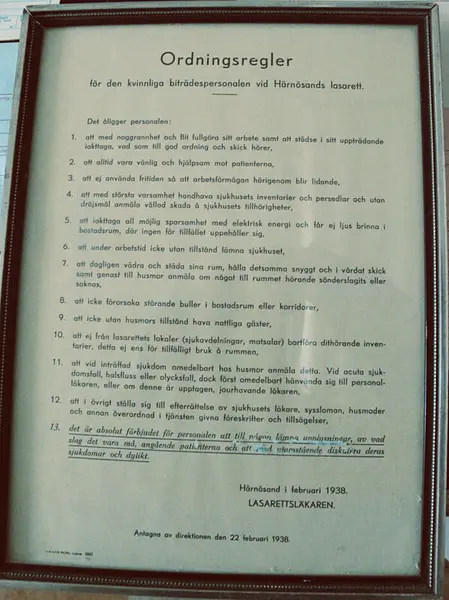 Ordningsregler
för den kvinnliga biträdespersonalen vid Härnösands lasarett.
Det åligger personalen:
1. att med noggrannhet och flit fullgöra sitt arbete samt att städse i sitt uppträdande
iakttaga, vad som till god ordning och skick hörer,
2. att alltid vara vänlig och hjälpsam mot patienterna,
3. att ej använda fritiden så att arbetsförmågan härigenom blir lidande,
4. att med största varsamhet handhava sjukhusets inventarier och persedlar och utan
dröjsmål anmäla vållad skada å sjukhusets tillhörigheter,
5. att iakttaga all möjlig sparsamhet med elektrisk energi och får ej ljus brinna i
bostadsrum, där ingen för tillfället uppehåller sig,
6. att under arbetstid icke utan tillstånd lämna sjukhuset,
7. att dagligen vädra och städa sina rum, hålla detsamma snyggt och i vårdat skick
samt genast till husmor anmäla om något till rummet hörande sönderslagits eller
saknas,
8. att icke förorsaka störande buller i bostadsrum eller korridorer,
9. att icke utan husmors tillstånd hava nattliga gäster,
10. att ej från lasarettets lokaler (sjukavdelningar, matsalar) bortföra dithörande inven-
tarier, detta ej ens för tillfälligt bruk å rummen,
11. att vid inträffad sjukdom omedelbart hos husmor anmäla detta. Vid akut sjuk-
domsfall, halsfluss eller olycksfall, dock först omedelbart hänvända sig till personal-
läkaren, eller om denne är upptagen, jourhavande läkaren,
12. att i övrigt ställa sig till efterrättelse av sjukhusets läkare, syssloman, husmoder
och annan överordnad i tjänsten givna föreskrifter och tillsägelser,
13. det är absolut förbjudet för personalen att till någon lämna upplysningar, av vad
slag det vara må, angående patienterna och att med utomstående diskutera deras
sjukdomar och dylikt.
Härnösand i februari 1938.
LASARETTSLÄKAREN.
Antagna av direktionen den 22 februari 1938.